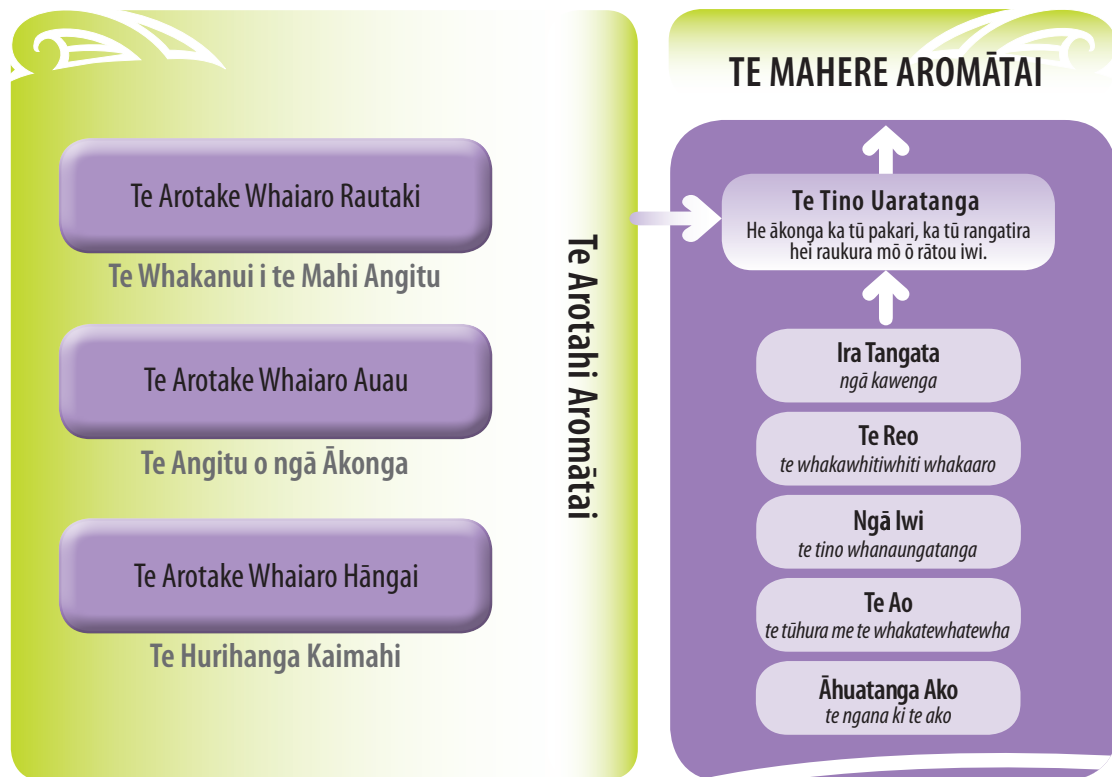 Te Arotake Whaiaro Rautaki
Te Whakanui i te Mahi Angitu
Te Arotake Whaiaro Auau
Te Angitu o ngā Ākonga
Te Arotake Whaiaro Hāngai
Te Hurihanga Kaimahi
Te Arotahi Aromātai
TE MAHERE AROMĀTAI
Te Tino Uaratanga
He ākonga ka tū pakari, ka tū rangatira
hei raukura mō ō rātou iwi.
Ira Tangata
ngā kawenga
Te Reo
te whakawhitiwhiti whakaaro
Ngā Iwi
te tino whanaungatanga
Te Ao
te tūhura me te whakatewhatewha
Āhuatanga Ako
te ngana ki te ako